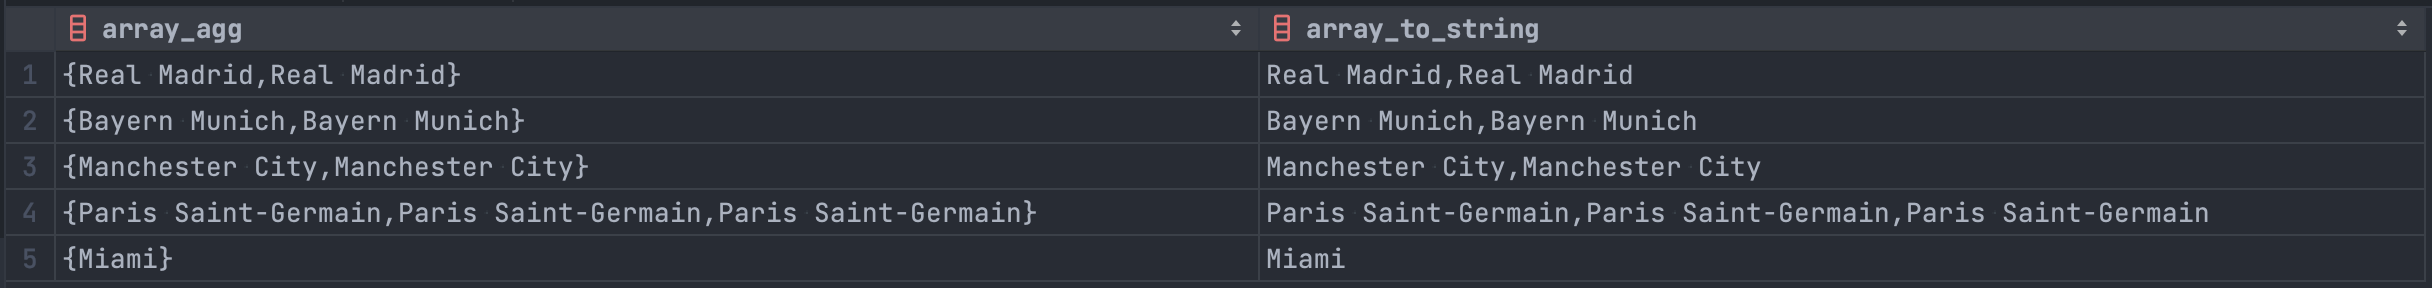 array_agg array_to_string
1 {Real Madrid,Real Madrid} Real Madrid,Real Madrid
2 {Bayern Munich,Bayern Munich} Bayern Munich,Bayern Munich
3 {Manchester City,Manchester City} Manchester City,Manchester City
4 {Paris Saint-Germain,Paris Saint-Germain,Paris Saint-Germain} Paris Saint-Germain,Paris Saint-Germain,Paris Saint-Germain
5 {Miami} Miami